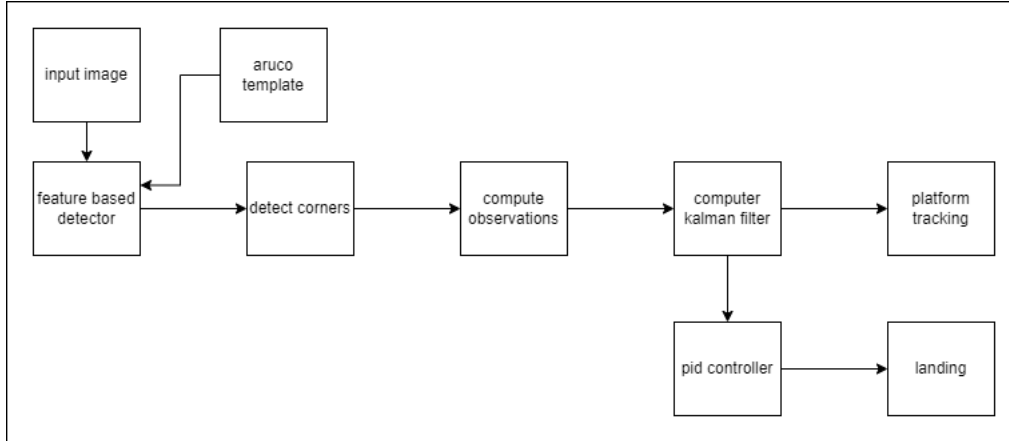 input image
aruco
template
feature based
detector
detect corners
compute
observations
computer
kalman filter
platform
tracking
pid controller
landing